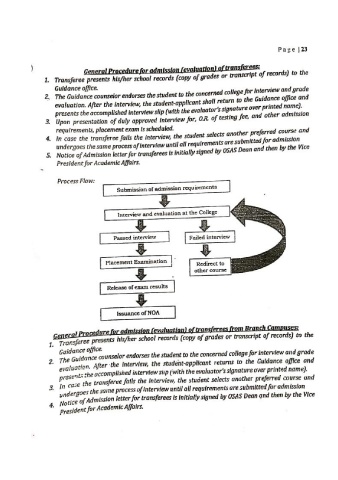 Page | 23
General Procedure for admission (evaluation) of transferees:
1. Transferee presents his/her school records (copy of grades or transcript of records) to the
Guidance office.
2. The Guidance counselor endorses the student to the concerned college for interview and grade
evaluation. After the interview, the student-applicant shall return to the Guidance office and
presents the accomplished interview slip (with the evaluator's signature over printed name).
3. Upon presentation of duly approved interview for, O.R. of testing fee, and other admission
requirements, placement exam is scheduled.
4. In case the transferee fails the interview, the student selects another preferred course and
undergoes the same process of interview until all requirements are submitted for admission
5. Notice of Admission letter for transferees is initially signed by OSAS Dean and then by the Vice
President for Academic Affairs.
Process Flow:
Submission of admission requirements
Interview and evaluation at the College
Passed interview
Failed interview
Placement Examination
Redirect to
other course
Release of exam results
Issuance of NOA
General Procedure for admission (evaluation) of transferees from Branch Campuses:
1. Transferee presents his/her school records (copy of grades or transcript of records) to the
Guidance office.
2. The Guidance counselor endorses the student to the concerned college for interview and grade
evaluation. After the interview, the student-applicant returns to the Guidance office and
presents the accomplished interview slip (with the evaluator's signature over printed name).
3. In case the transferee fails the interview, the student selects another preferred course and
undergoes the same process of interview until all requirements are submitted for admission
4. Notice of Admission letter for transferees is initially signed by OSAS Dean and then by the Vice
President for Academic Affairs.